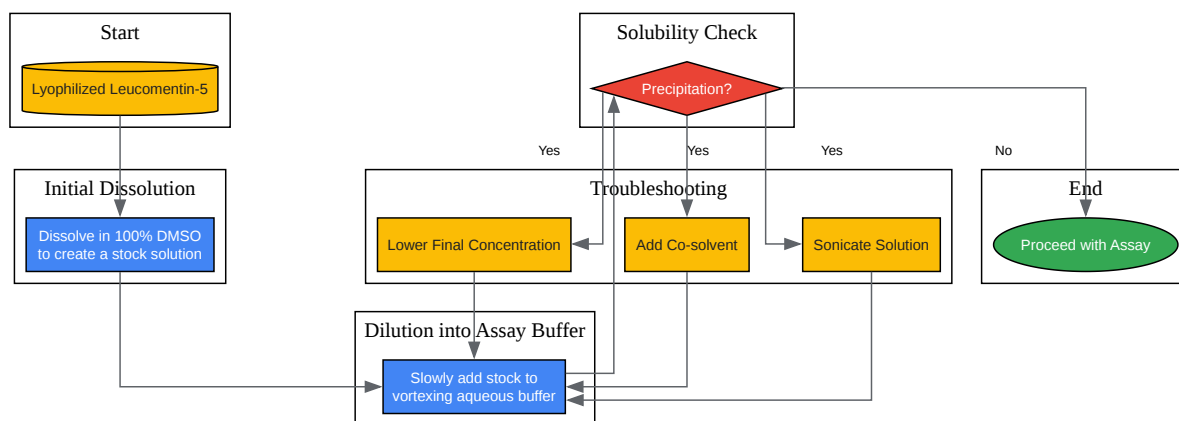 Start
Lyophilized Leucomentin-5
Solubility Check
Precipitation?
Yes
Yes
Yes
No
Initial Dissolution
Dissolve in 100% DMSO
to create a stock solution
Troubleshooting
Lower Final Concentration
Add Co-solvent
Sonicate Solution
End
Proceed with Assay
Dilution into Assay Buffer
Slowly add stock to
vortexing aqueous buffer